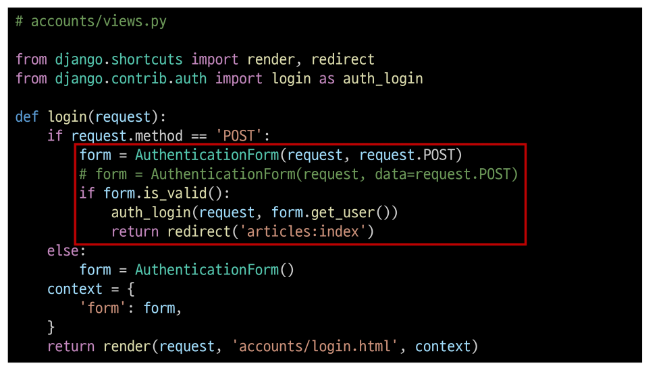 # accounts/views.py
from django.shortcuts import render, redirect
from django.contrib.auth import login as auth_login
def login(request):
    if request.method == 'POST':
        form = AuthenticationForm(request, request.POST)
        # form = AuthenticationForm(request, data=request.POST)
        if form.is_valid():
            auth_login(request, form.get_user())
            return redirect('articles:index')
    else:
        form = AuthenticationForm()
    context = {
        'form': form,
    }
    return render(request, 'accounts/login.html', context)